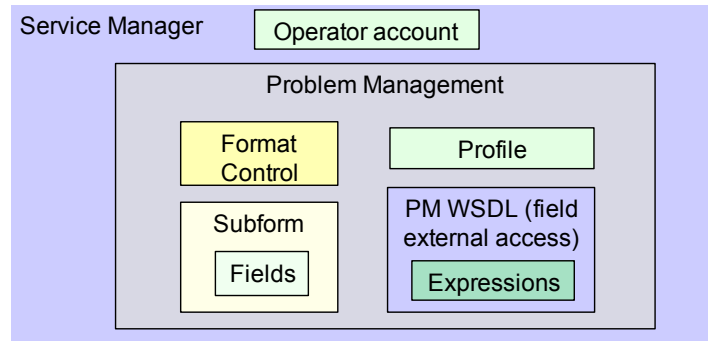 Service Manager
Operator account
Problem Management
Format
Control
Profile
Subform
Fields
PM WSDL (field
external access)
Expressions